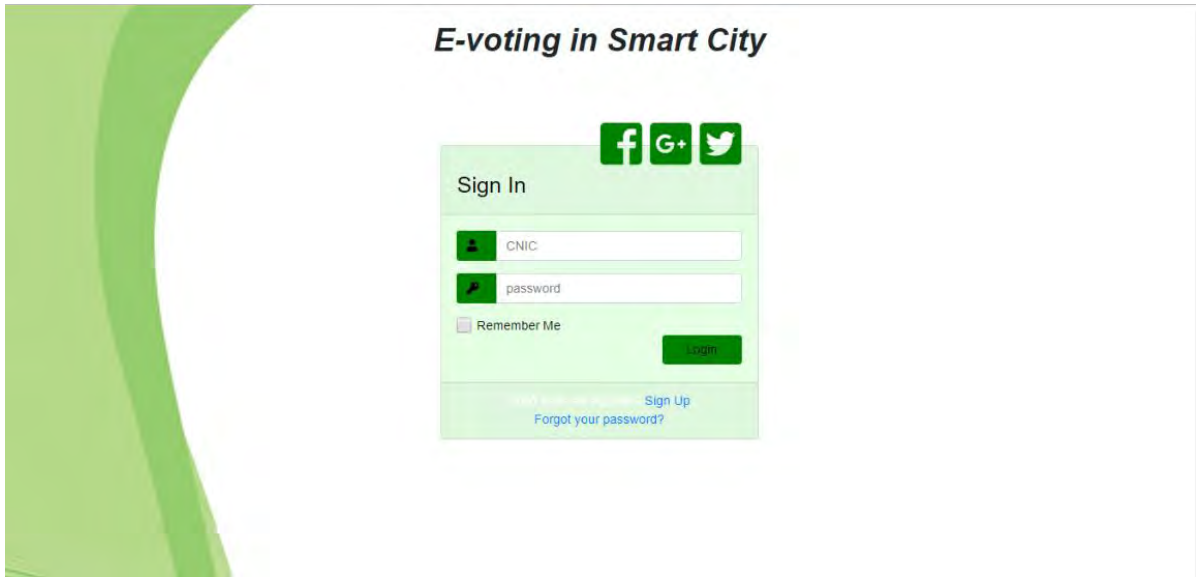 E-voting in Smart City
G+
Sign In
CNIC
password
Remember Me
Login
Sign Up
Forgot your password?